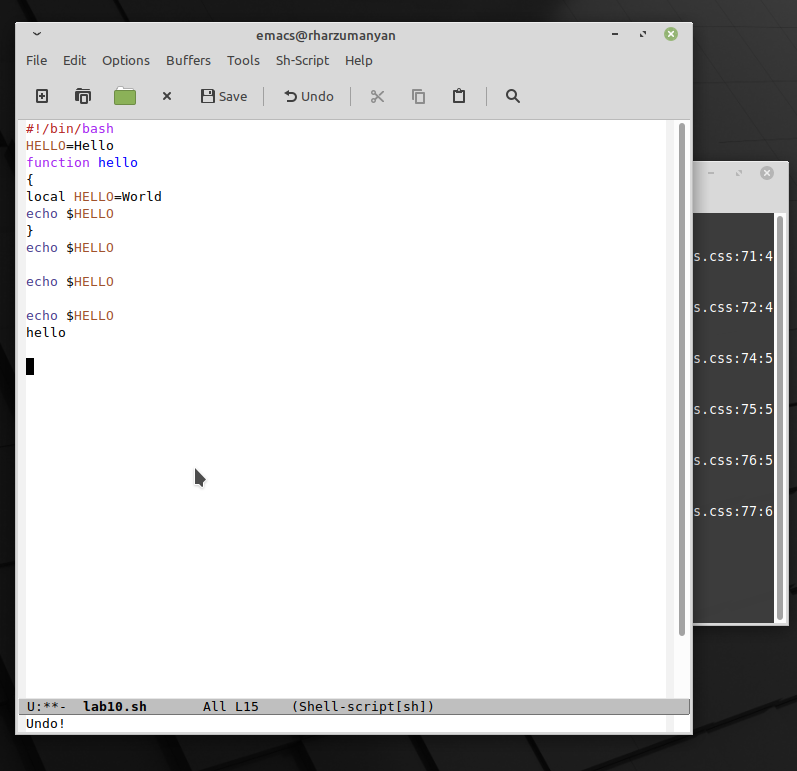 emacs@rharzumanyan
File Edit Options Buffers Tools Sh-Script Help
Save Undo
#!/bin/bash
HELLO=Hello
function hello
{
local HELLO=World
echo $HELLO
}
echo $HELLO
echo $HELLO
echo $HELLO
hello
U:**- lab10.sh All L15 (Shell-script[sh])
Undo!
s.css:71:4
s.css:72:4
s.css:74:5
s.css:75:5
s.css:76:5
s.css:77:6